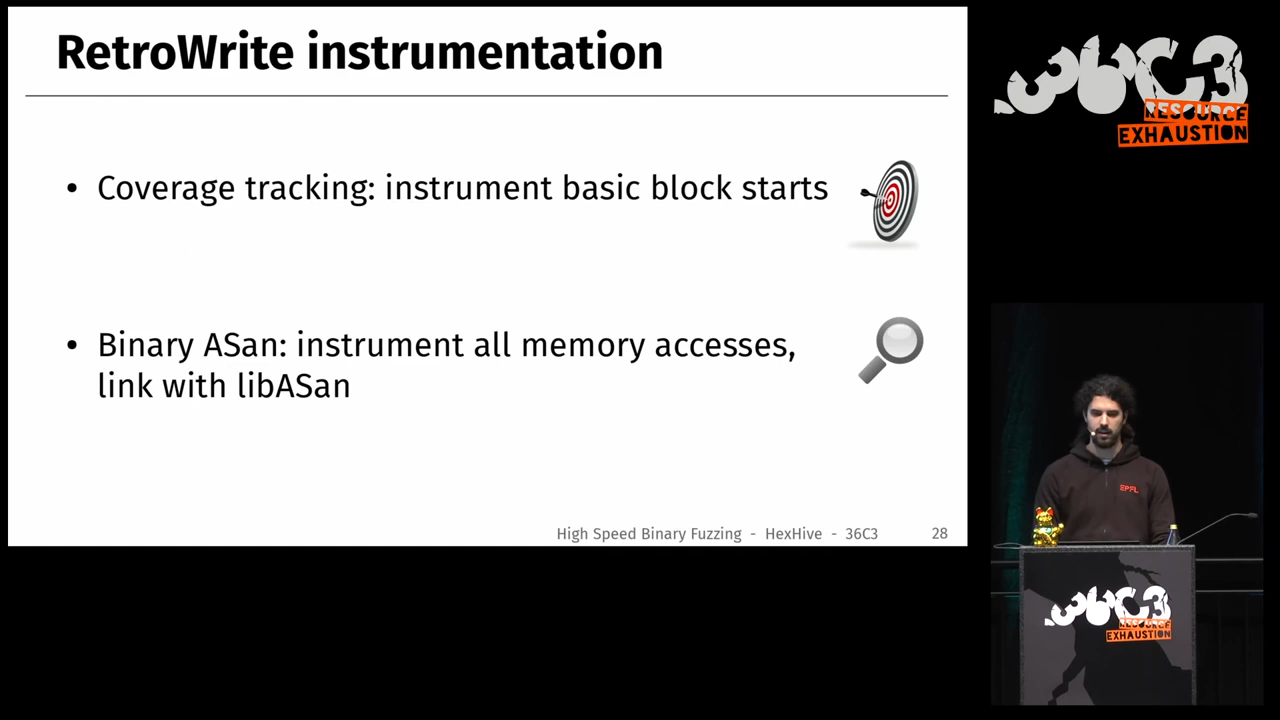 RetroWrite instrumentation
• Coverage tracking: instrument basic block starts
• Binary ASan: instrument all memory accesses,
link with libASan
High Speed Binary Fuzzing - HexHive - 36C3 28
36C3
RESOURCE
EXHAUSTION
EPFL
36C3
RESOURCE
EXHAUSTION